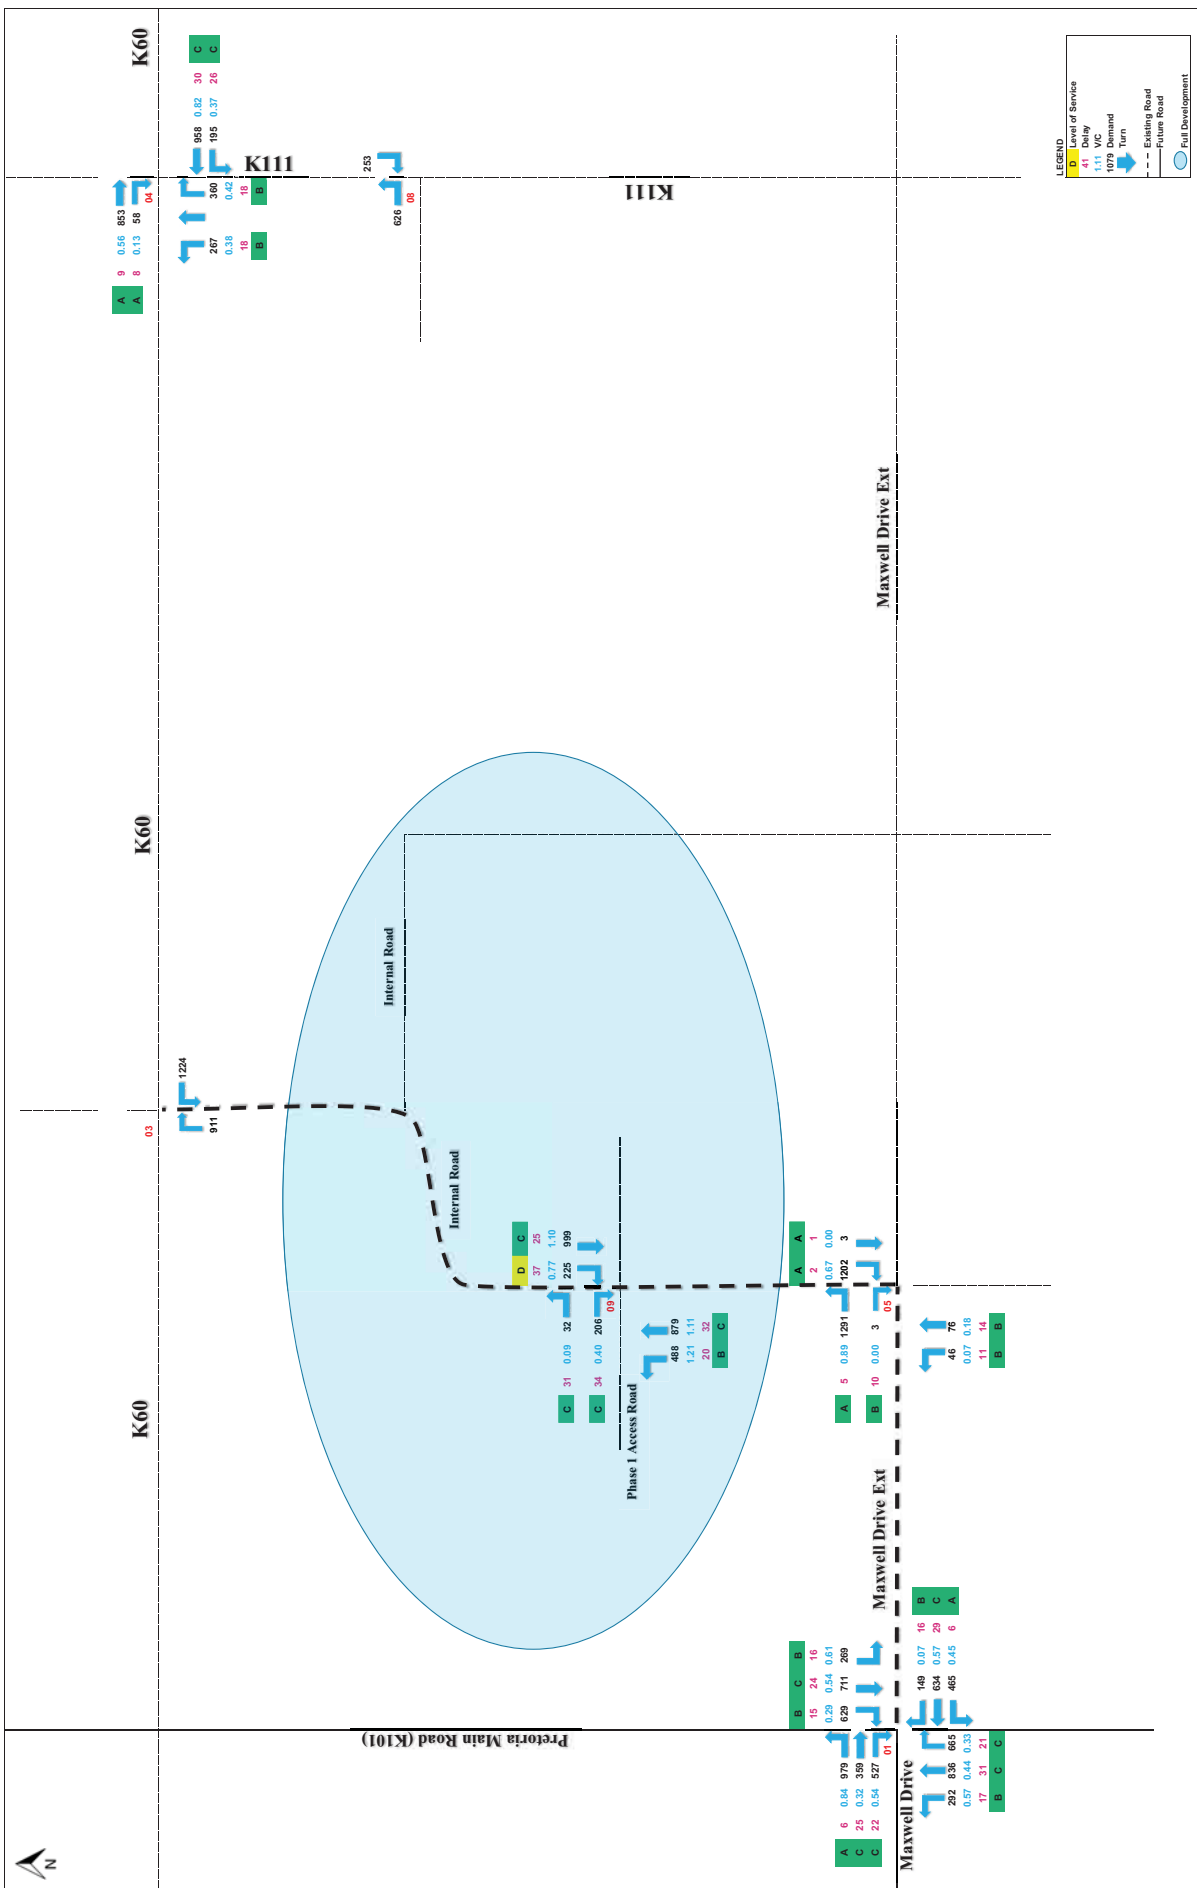 K60
K60
K60
C C
30 26
0.82 0.37
958 195
K111
253
04
360
0.42
18
B
853 58
0.56 0.13
9 8
A A
267
0.38
18
B
626
08
K111
LEGEND
D Level of Service
41 Delay
1.11 V/C
1079 Demand
Turn
Existing Road
Future Road
Full Development
Maxwell Drive Ext
Internal Road
1224
03
911
Internal Road
D C
37 25
0.77 1.10
225 999
09
32 206
0.09 0.40
31 34
C C
488 879
1.21 1.11
20 32
B C
Phase 1 Access Road
A A
2 1
0.67 0.00
1202 3
05
1291 3
0.89 0.00
5 10
A B
46 76
0.07 0.18
11 14
B B
Maxwell Drive Ext
Pretoria Main Road (K101)
B C B
15 24 16
0.29 0.54 0.61
629 711 269
B C A
16 29 6
0.07 0.57 0.45
149 634 465
01
979 359 527
0.84 0.32 0.54
6 25 22
A C C
292 836 665
0.57 0.44 0.33
17 31 21
B C C
Maxwell Drive
N